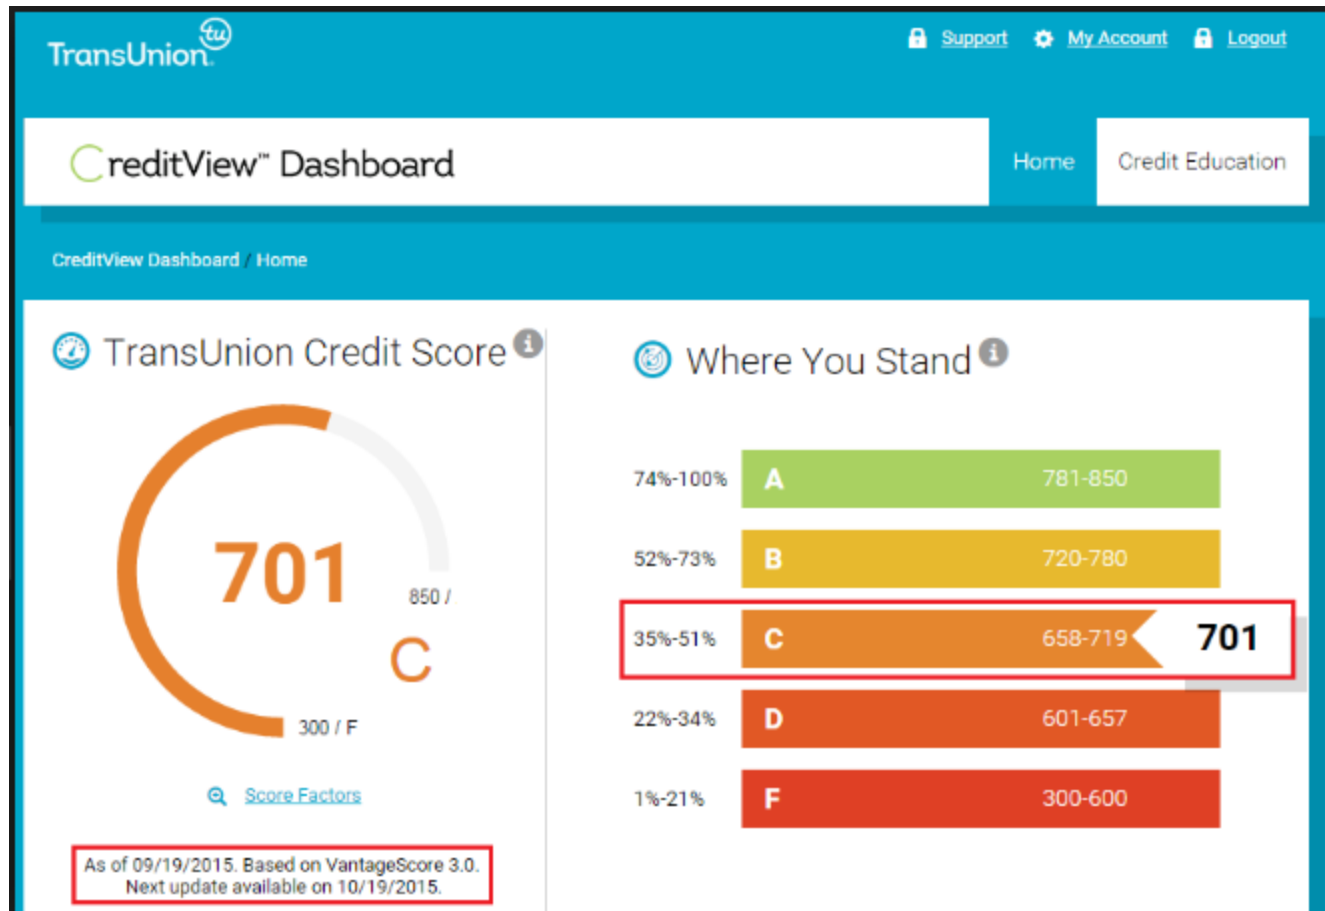 tu
TransUnion.
Support My Account Logout
CreditView™ Dashboard
Home Credit Education
CreditView Dashboard / Home
TransUnion Credit Score i
701
850 /
C
300 / F
Score Factors
As of 09/19/2015. Based on VantageScore 3.0.
Next update available on 10/19/2015.
Where You Stand i
74%-100% A 781-850
52%-73% B 720-780
35%-51% C 658-719 701
22%-34% D 601-657
1%-21% F 300-600